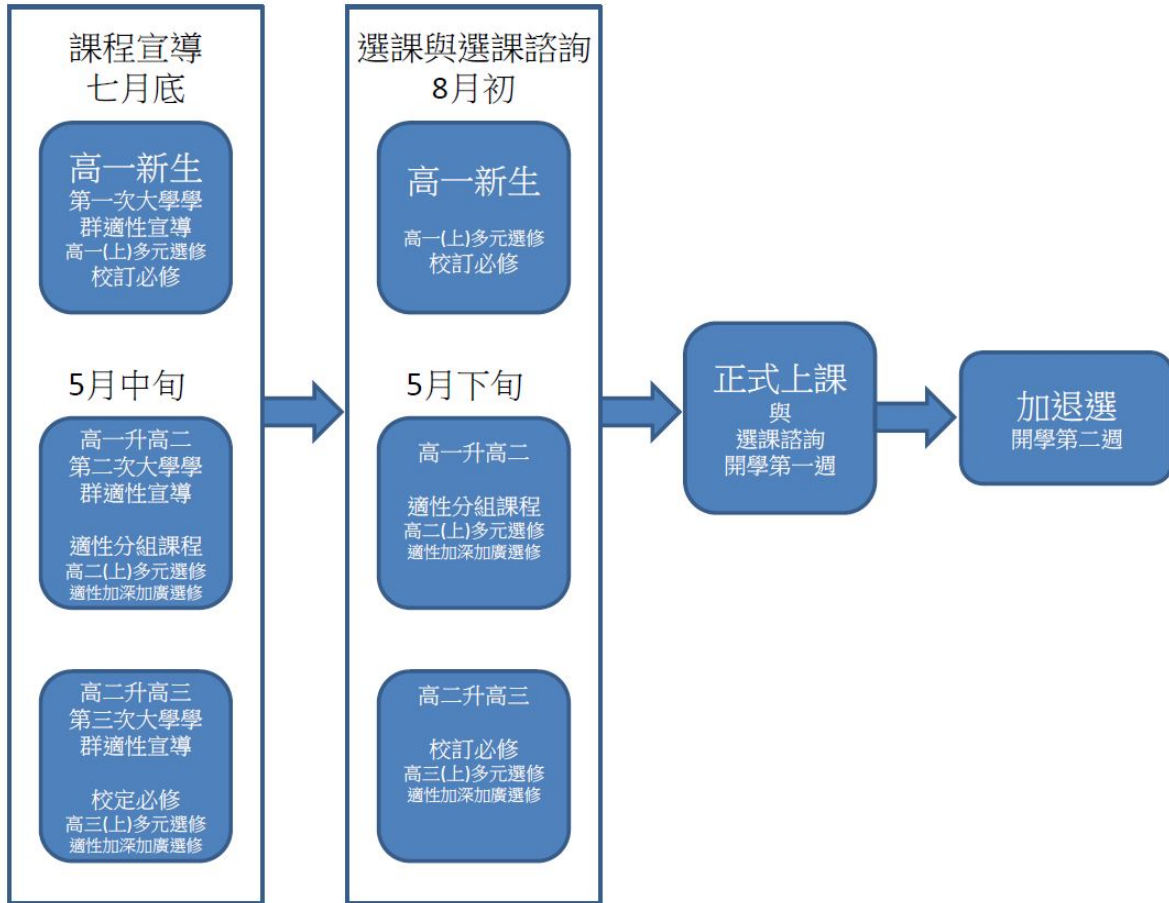 課程宣導
七月底
高一新生
第一次大學學
群適性宣導
高一(上)多元選修
校訂必修
5月中旬
高一升高二
第二次大學學
群適性宣導
適性分組課程
高二(上)多元選修
適性加深加廣選修
高二升高三
第三次大學學
群適性宣導
校定必修
高三(上)多元選修
適性加深加廣選修
選課與選課諮詢
8月初
高一新生
高一(上)多元選修
校訂必修
5月下旬
高一升高二
適性分組課程
高二(上)多元選修
適性加深加廣選修
高二升高三
校訂必修
高三(上)多元選修
適性加深加廣選修
正式上課
與
選課諮詢
開學第一週
加退選
開學第二週